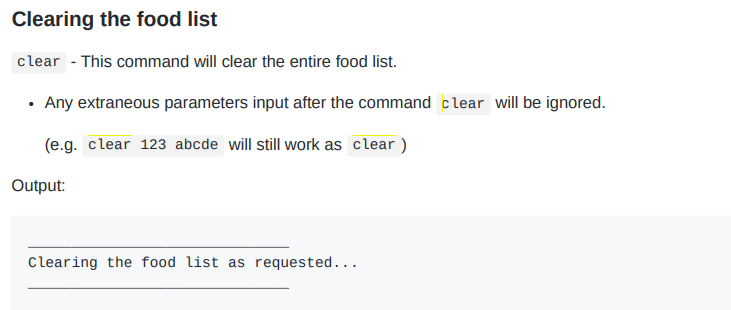 Clearing the food list
clear - This command will clear the entire food list.
• Any extraneous parameters input after the command clear will be ignored.
(e.g. clear 123 abcde will still work as clear )
Output:
______________________________
Clearing the food list as requested...
______________________________